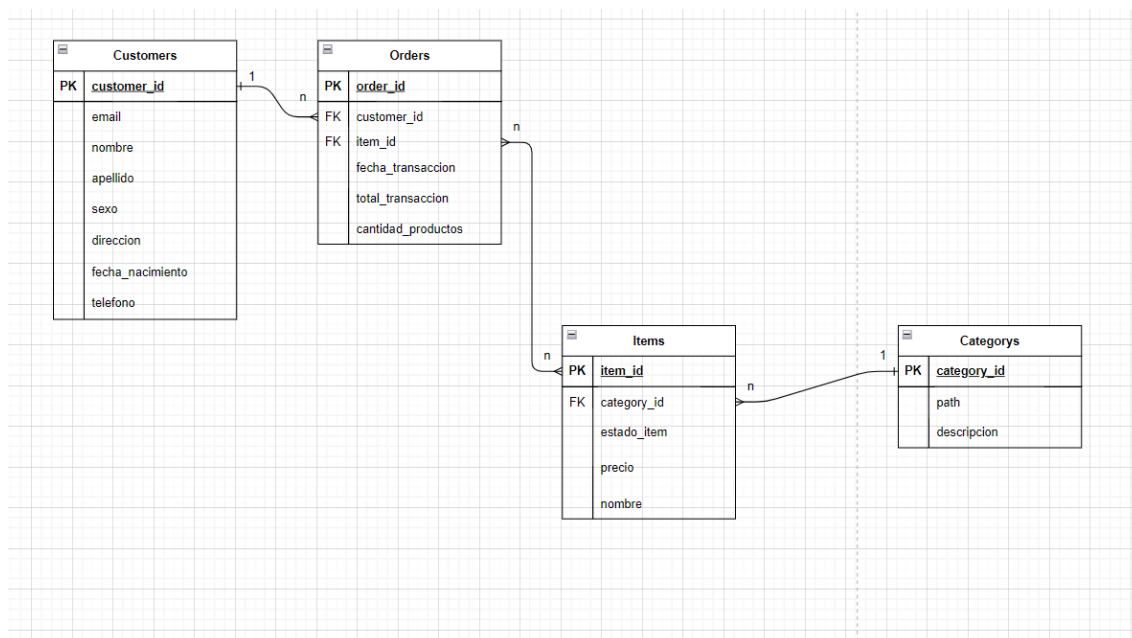 Customers
PK customer_id
email
nombre
apellido
sexo
direccion
fecha_nacimiento
telefono
1
n
Orders
PK order_id
FK customer_id
FK item_id
fecha_transaccion
total_transaccion
cantidad_productos
n
n
Items
PK item_id
FK category_id
estado_item
precio
nombre
n
1
Categorys
PK category_id
path
descripcion